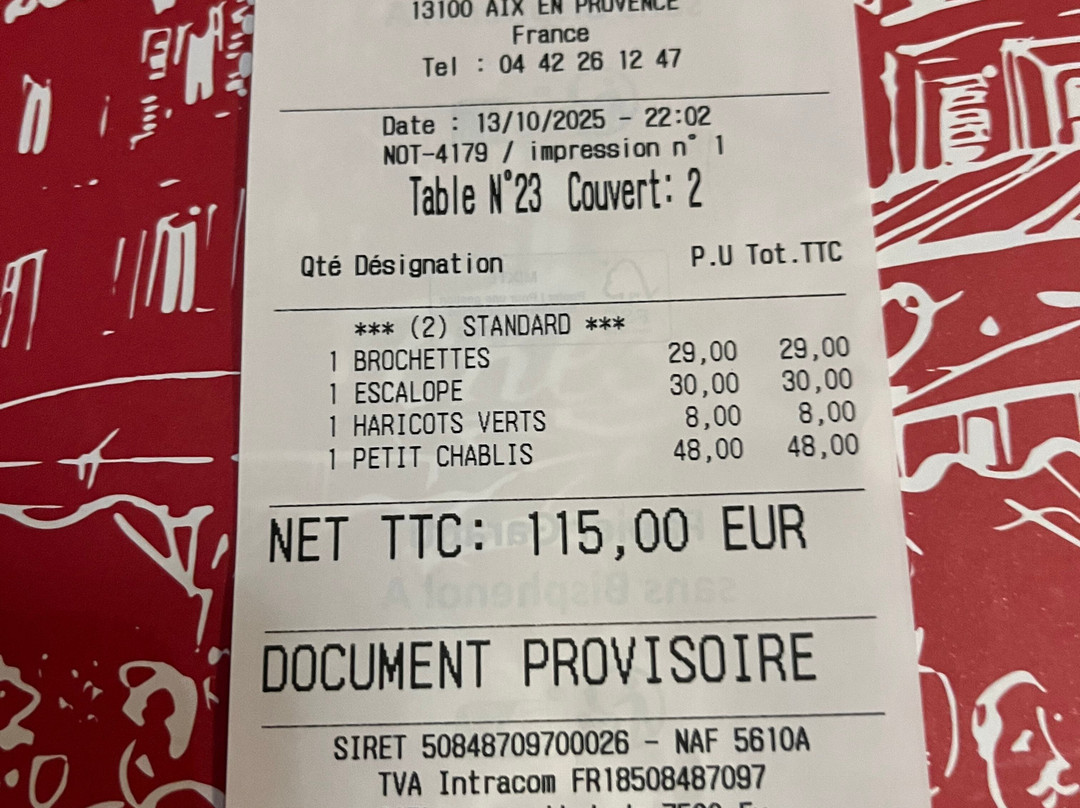 13100 AIX EN PROVENCE
France
Tel : 04 42 26 12 47
Date : 13/10/2025 - 22:02
NOT-4179 / impression n° 1
Table N°23 Couvert: 2
Qté Désignation P.U Tot.TTC
*** (2) STANDARD ***
1 BROCHETTES 29,00 29,00
1 ESCALOPE 30,00 30,00
1 HARICOTS VERTS 8,00 8,00
1 PETIT CHABLIS 48,00 48,00
NET TTC: 115,00 EUR
sans Bisphenol A
DOCUMENT PROVISOIRE
SIRET 50848709700026 - NAF 5610A
TVA Intracom FR18508487097